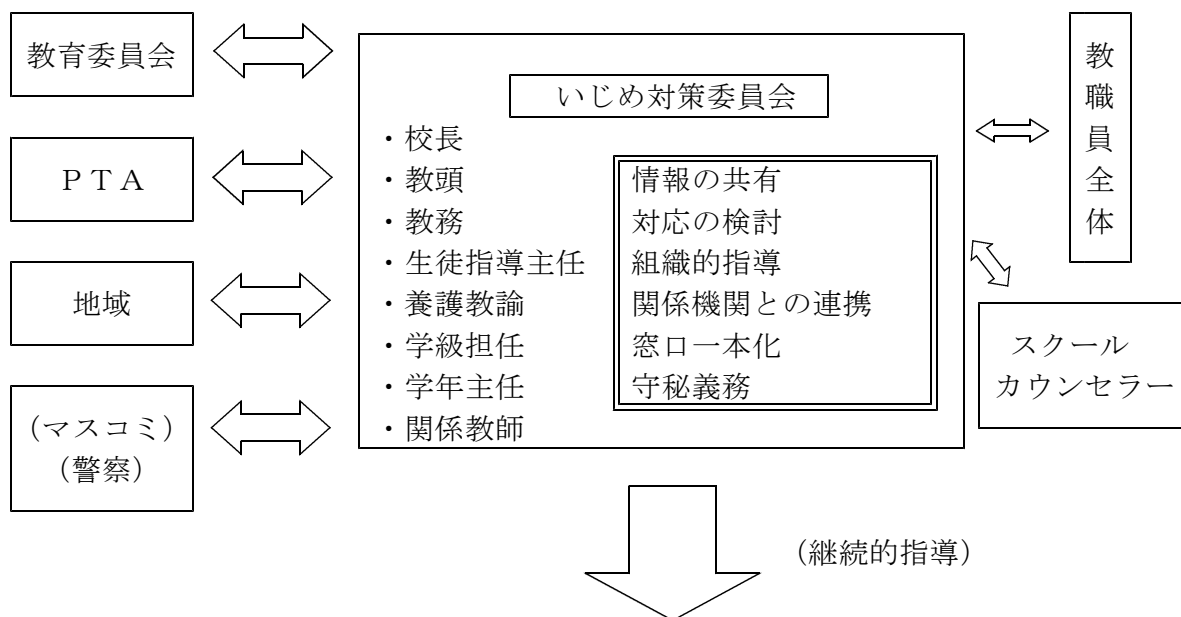 教育委員会
ＰＴＡ
地域
(マスコミ)
(警察)
いじめ対策委員会
・校長
・教頭
・教務
・生徒指導主任
・養護教諭
・学級担任
・学年主任
・関係教師
情報の共有
対応の検討
組織的指導
関係機関との連携
窓口一本化
守秘義務
教職員全体
スクール
カウンセラー
(継続的指導)